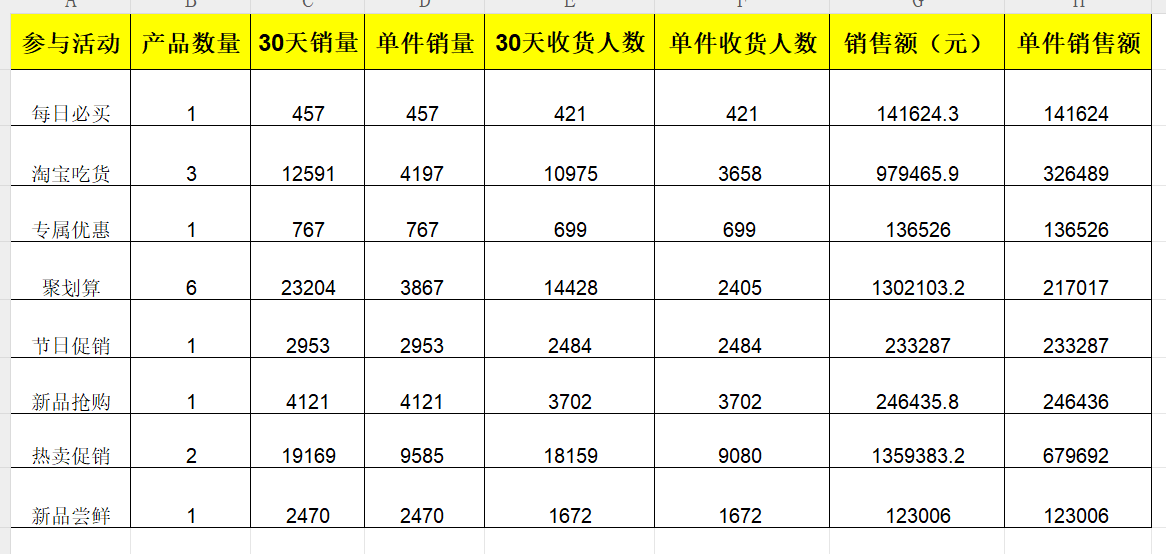 A B C D E F G H
参与活动 产品数量 30天销量 单件销量 30天收货人数 单件收货人数 销售额（元） 单件销售额
每日必买 1 457 457 421 421 141624.3 141624
淘宝吃货 3 12591 4197 10975 3658 979465.9 326489
专属优惠 1 767 767 699 699 136526 136526
聚划算 6 23204 3867 14428 2405 1302103.2 217017
节日促销 1 2953 2953 2484 2484 233287 233287
新品抢购 1 4121 4121 3702 3702 246435.8 246436
热卖促销 2 19169 9585 18159 9080 1359383.2 679692
新品尝鲜 1 2470 2470 1672 1672 123006 123006